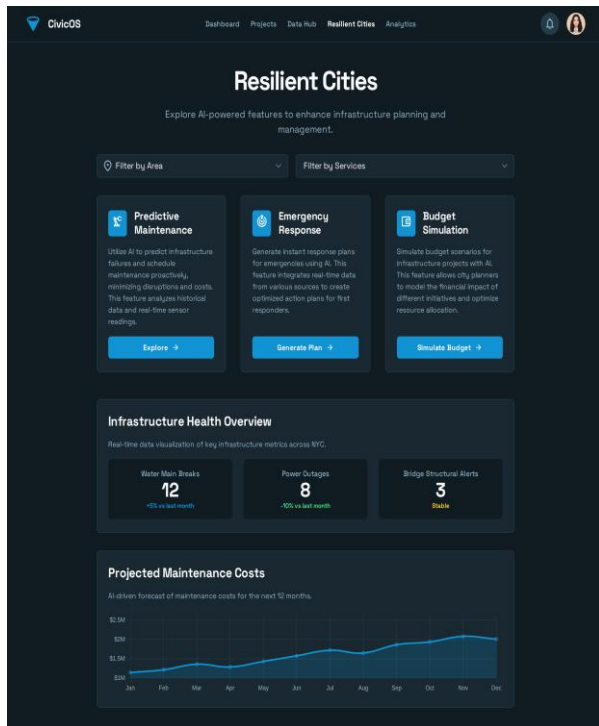 CivicOS
Dashboard Projects Data Hub Resilient Cities Analytics
Resilient Cities
Explore AI-powered features to enhance infrastructure planning and
management.
Filter by Area
Filter by Services
Predictive
Maintenance
Utilize AI to predict infrastructure
failures and schedule
maintenance proactively,
minimizing disruptions and costs.
This feature analyzes historical
data and real-time sensor
readings.
Explore →
Emergency
Response
Generate instant response plans
for emergencies using AI. This
feature integrates real-time data
from various sources to create
optimized action plans for first
responders.
Generate Plan →
Budget
Simulation
Simulate budget scenarios for
infrastructure projects with AI.
This feature allows city planners
to model the financial impact of
different initiatives and optimize
resource allocation.
Simulate Budget →
Infrastructure Health Overview
Real-time data visualization of key infrastructure metrics across NYC.
Water Main Breaks
12
+5% vs last month
Power Outages
8
-10% vs last month
Bridge Structural Alerts
3
Stable
Projected Maintenance Costs
AI-driven forecast of maintenance costs for the next 12 months.
$2.5M
$2M
$1.5M
$1M
Jan Feb Mar Apr May Jun Jul Aug Sep Oct Nov Dec